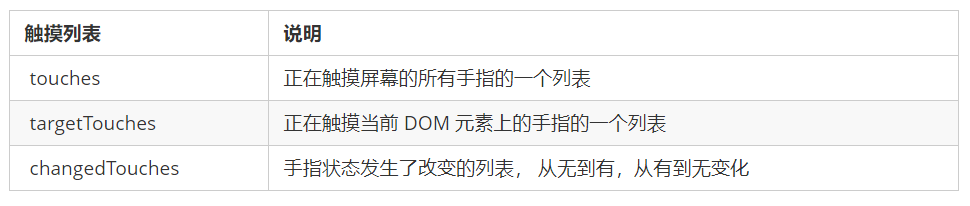 触摸列表 说明
touches 正在触摸屏幕的所有手指的一个列表
targetTouches 正在触摸当前 DOM 元素上的手指的一个列表
changedTouches 手指状态发生了改变的列表， 从无到有，从有到无变化